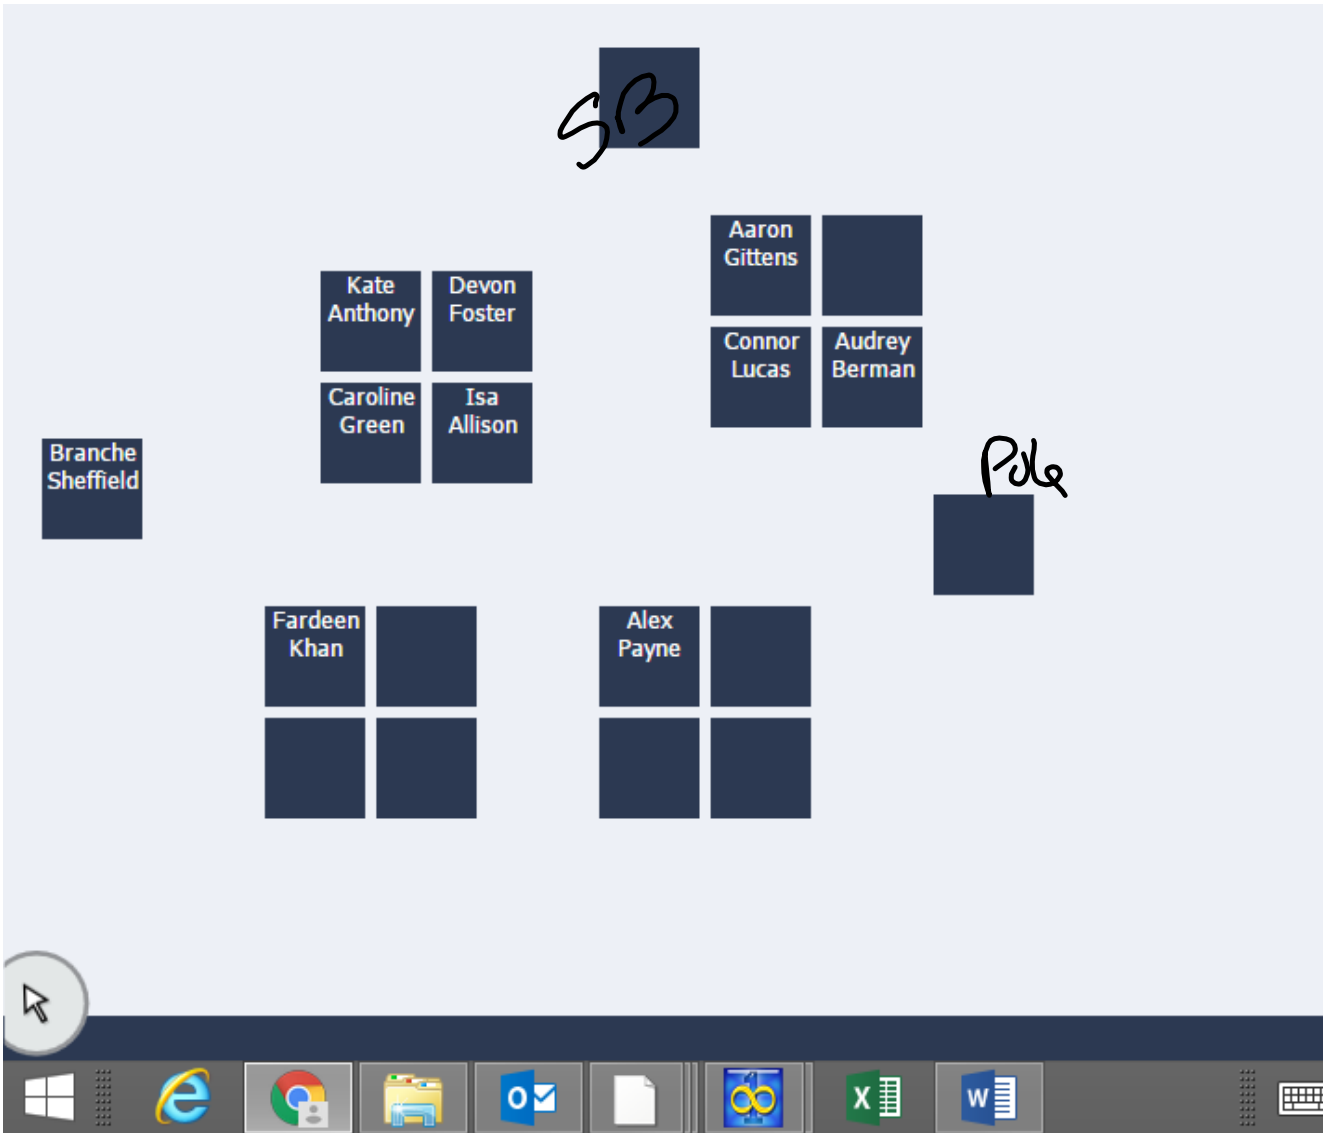 SB
Aaron
Gittens
Kate
Anthony
Devon
Foster
Connor
Lucas
Audrey
Berman
Caroline
Green
Isa
Allison
Branche
Sheffield
Pole
Fardeen
Khan
Alex
Payne